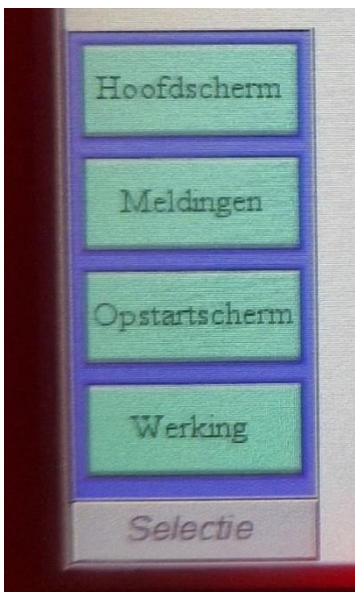 Hoofdscherm
Meldingen
Opstartscherm
Werking
Selectie